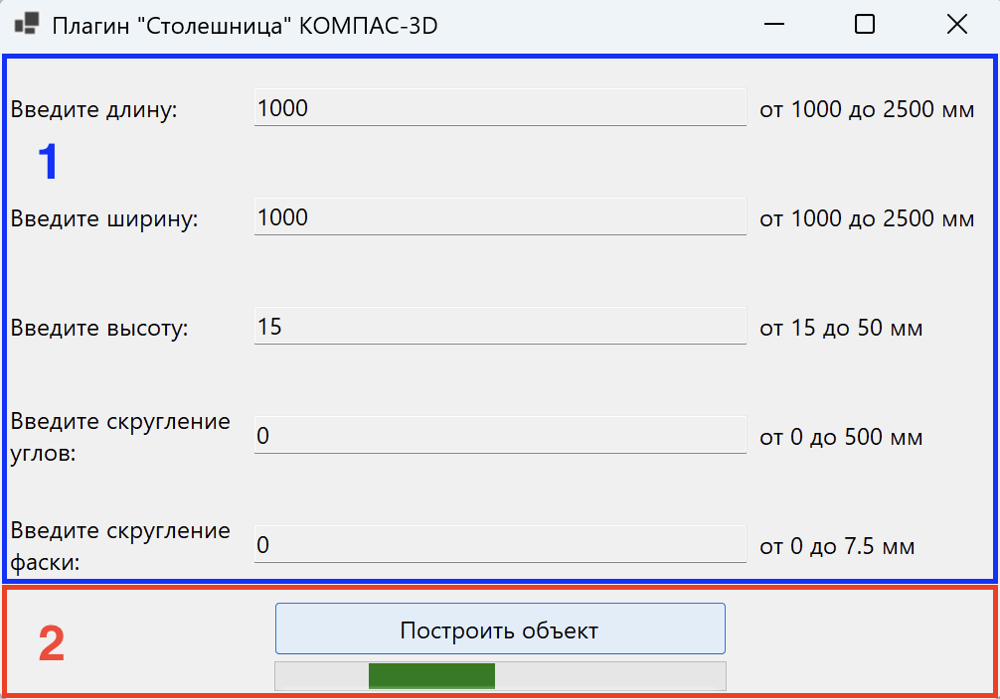 Плагин "Столешница" КОМПАС-3D
Введите длину: 1000 от 1000 до 2500 мм
1
Введите ширину: 1000 от 1000 до 2500 мм
Введите высоту: 15 от 15 до 50 мм
Введите скругление
углов: 0 от 0 до 500 мм
Введите скругление
фаски: 0 от 0 до 7.5 мм
2
Построить объект